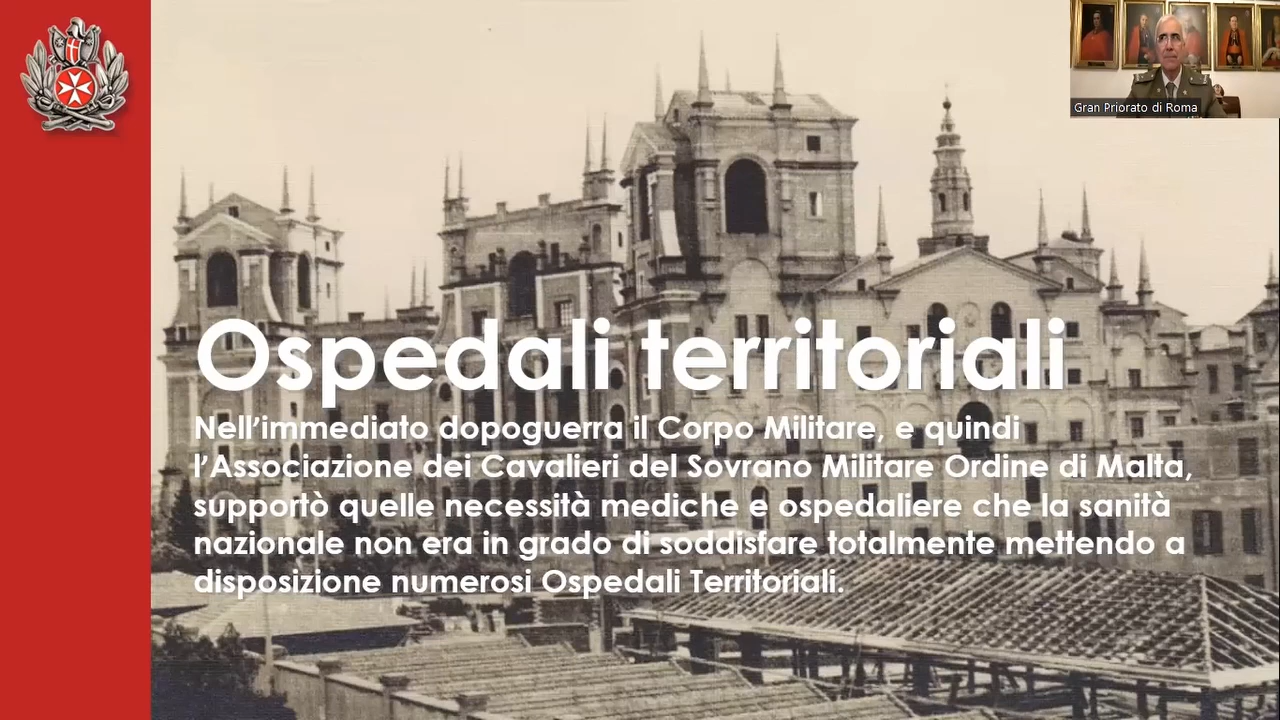 Gran Priorato di Roma
Ospedali territoriali
Nell'immediato dopoguerra il Corpo Militare, e quindi
l'Associazione dei Cavalieri del Sovrano Militare Ordine di Malta,
supportò quelle necessità mediche e ospedaliere che la sanità
nazionale non era in grado di soddisfare totalmente mettendo a
disposizione numerosi Ospedali Territoriali.